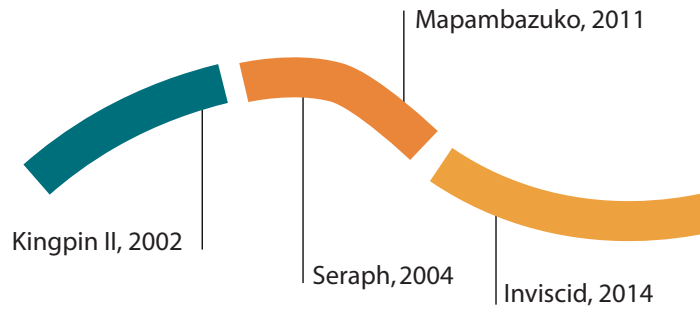 Mapambazuko, 2011
Kingpin II, 2002
Seraph, 2004
Inviscid, 2014